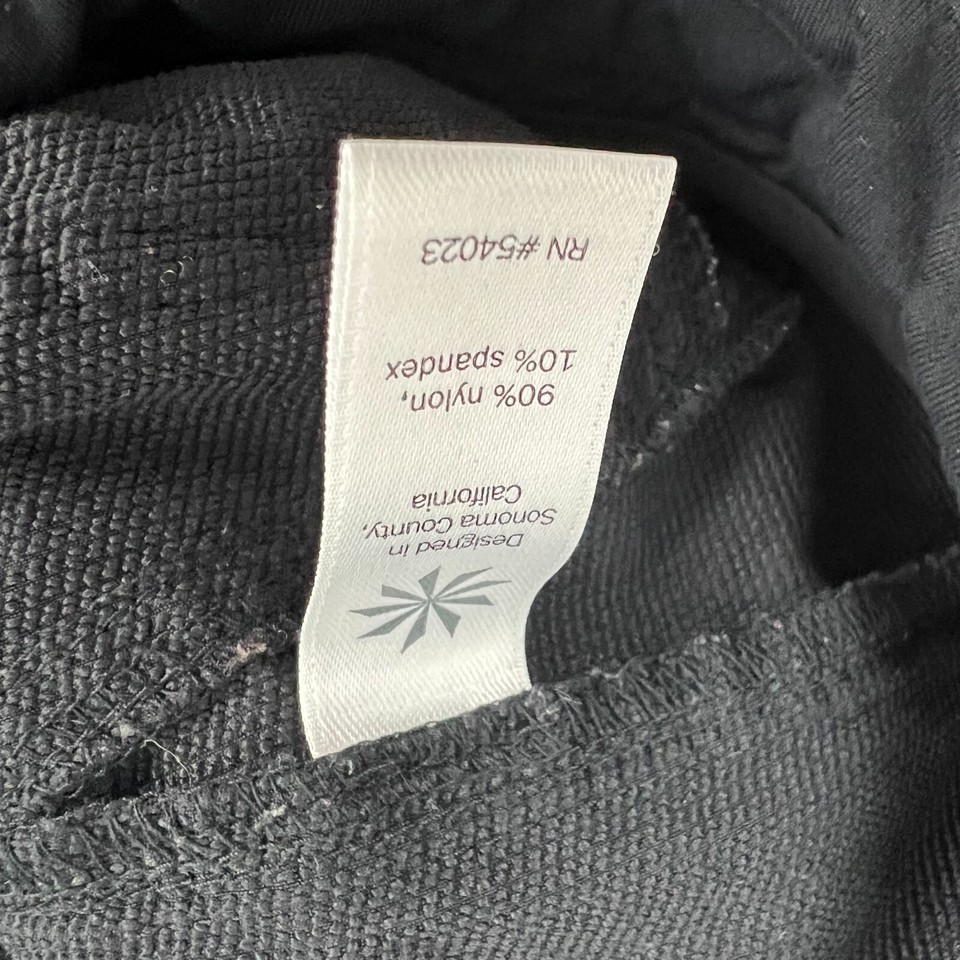 Designed in
Sonoma County,
California
90% nylon,
10% spandex
RN #54023